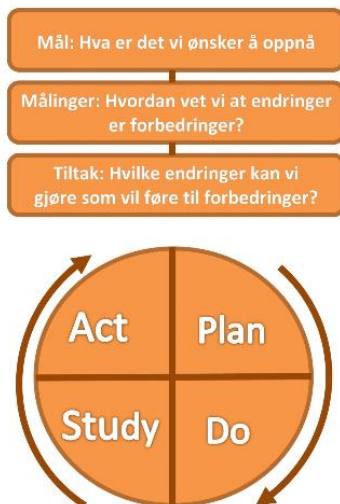 Mål: Hva er det vi ønsker å oppnå
Målinger: Hvordan vet vi at endringer
er forbedringer?
Tiltak: Hvilke endringer kan vi
gjøre som vil føre til forbedringer?
Act
Plan
Study
Do